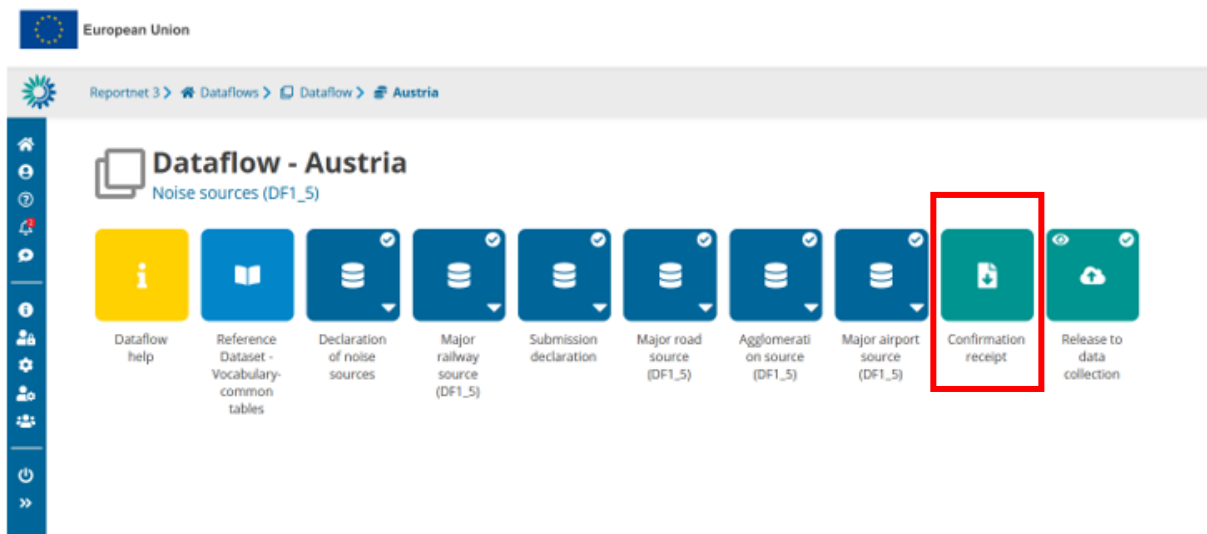 European Union
Reportnet 3 > Dataflows > Dataflow > Austria
Dataflow - Austria
Noise sources (DF1_5)
Dataflow
help
Reference
Dataset -
Vocabulary-
common
tables
Declaration
of noise
sources
Major
railway
source
(DF1_5)
Submission
declaration
Major road
source
(DF1_5)
Agglomerati
on source
(DF1_5)
Major airport
source
(DF1_5)
Confirmation
receipt
Release to
data
collection